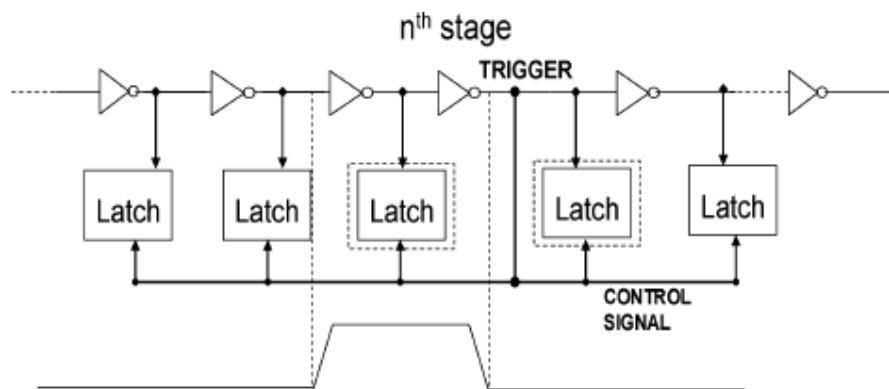 nth stage
TRIGGER
Latch
Latch
Latch
Latch
Latch
CONTROL
SIGNAL